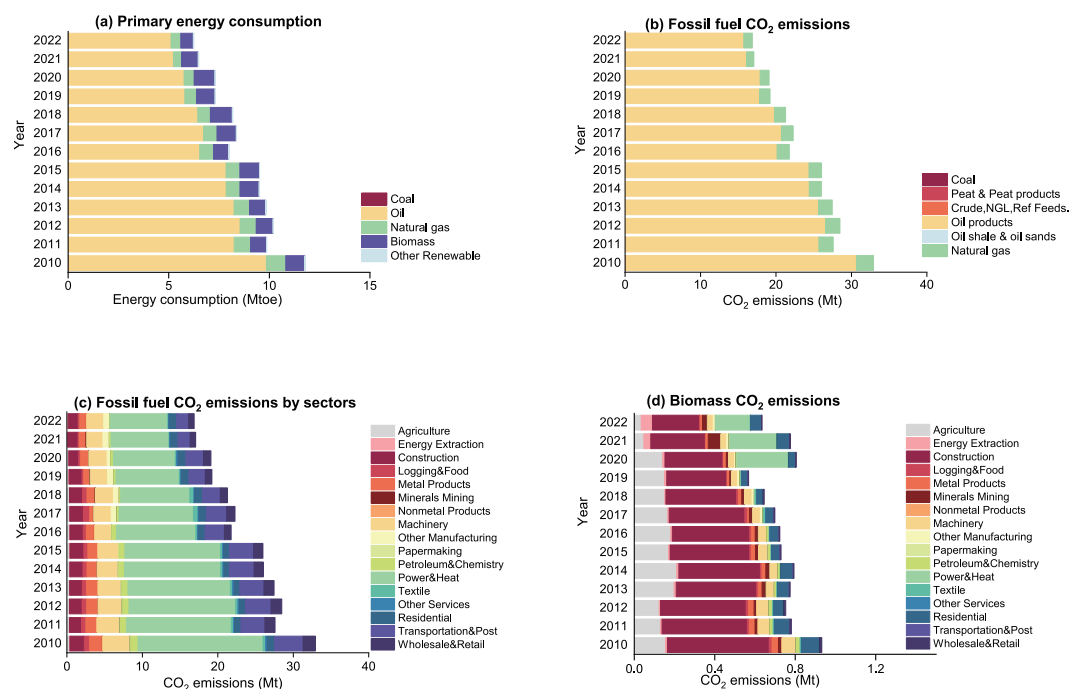 (a) Primary energy consumption
Year
2022
2021
2020
2019
2018
2017
2016
2015
2014
2013
2012
2011
2010
0 5 10 15
Energy consumption (Mtoe)
Coal
Oil
Natural gas
Biomass
Other Renewable
(b) Fossil fuel CO₂ emissions
Year
2022
2021
2020
2019
2018
2017
2016
2015
2014
2013
2012
2011
2010
0 10 20 30 40
CO₂ emissions (Mt)
Coal
Peat & Peat products
Crude,NGL,Ref Feeds.
Oil products
Oil shale & oil sands
Natural gas
(c) Fossil fuel CO₂ emissions by sectors
Year
2022
2021
2020
2019
2018
2017
2016
2015
2014
2013
2012
2011
2010
0 10 20 30 40
CO₂ emissions (Mt)
Agriculture
Energy Extraction
Construction
Logging&Food
Metal Products
Minerals Mining
Nonmetal Products
Machinery
Other Manufacturing
Papermaking
Petroleum&Chemistry
Power&Heat
Textile
Other Services
Residential
Transportation&Post
Wholesale&Retail
(d) Biomass CO₂ emissions
Year
2022
2021
2020
2019
2018
2017
2016
2015
2014
2013
2012
2011
2010
0.0 0.4 0.8 1.2
CO₂ emissions (Mt)
Agriculture
Energy Extraction
Construction
Logging&Food
Metal Products
Minerals Mining
Nonmetal Products
Machinery
Other Manufacturing
Papermaking
Petroleum&Chemistry
Power&Heat
Textile
Other Services
Residential
Transportation&Post
Wholesale&Retail